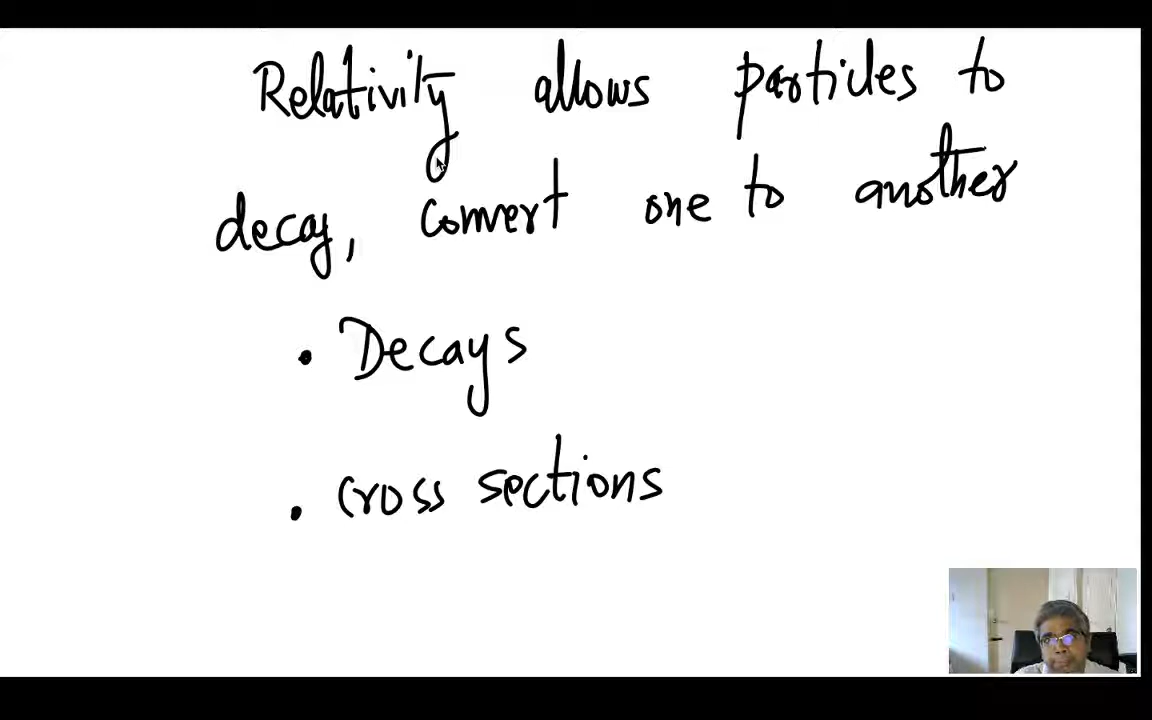 Relativity allows particles to
decay, convert one to another
• Decays
• cross sections